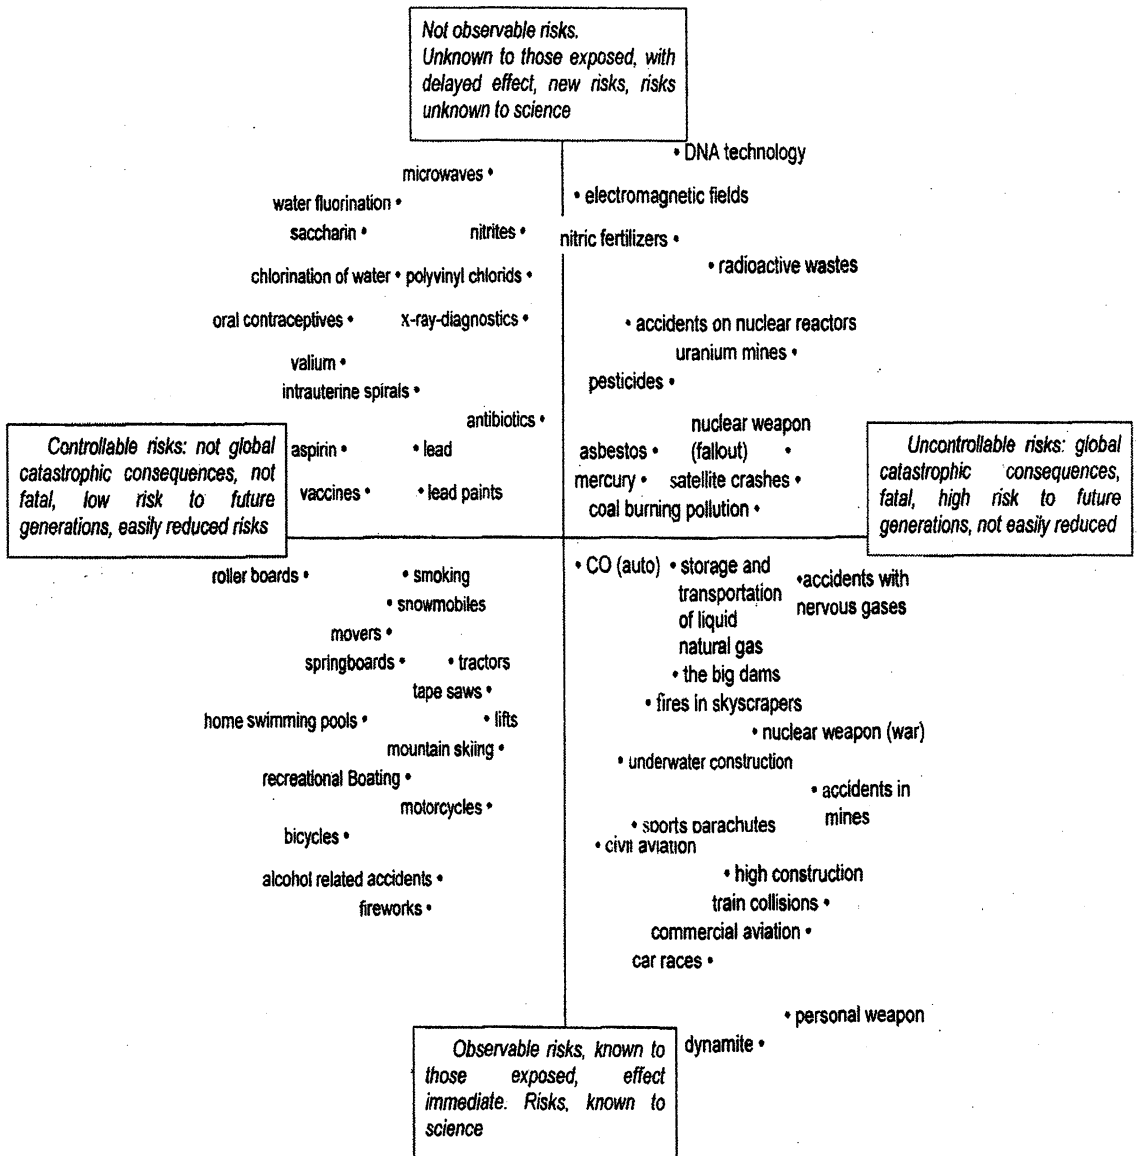 Not observable risks.
Unknown to those exposed, with
delayed effect, new risks, risks
unknown to science
• DNA technology
microwaves •
• electromagnetic fields
water fluorination •
saccharin •
nitrites •
nitric fertilizers •
• radioactive wastes
chlorination of water •
polyvinyl chlorids •
oral contraceptives •
x-ray-diagnostics •
• accidents on nuclear reactors
uranium mines •
valium •
pesticides •
intrauterine spirals •
antibiotics •
nuclear weapon
(fallout) •
Controllable risks: not global
catastrophic consequences, not
fatal, low risk to future
generations, easily reduced risks
aspirin •
• lead
asbestos •
Uncontrollable risks: global
catastrophic consequences,
fatal, high risk to future
generations, not easily reduced
vaccines •
• lead paints
mercury •
satellite crashes •
coal burning pollution •
roller boards •
• smoking
• CO (auto)
• storage and
transportation
of liquid
natural gas
•accidents with
nervous gases
• snowmobiles
movers •
springboards •
• tractors
• the big dams
tape saws •
• fires in skyscrapers
home swimming pools •
• lifts
• nuclear weapon (war)
mountain skiing •
• underwater construction
recreational Boating •
• accidents in
mines
motorcycles •
• sports parachutes
bicycles •
• civil aviation
alcohol related accidents •
• high construction
fireworks •
train collisions •
commercial aviation •
car races •
• personal weapon
dynamite •
Observable risks, known to
those exposed, effect
immediate. Risks, known to
science